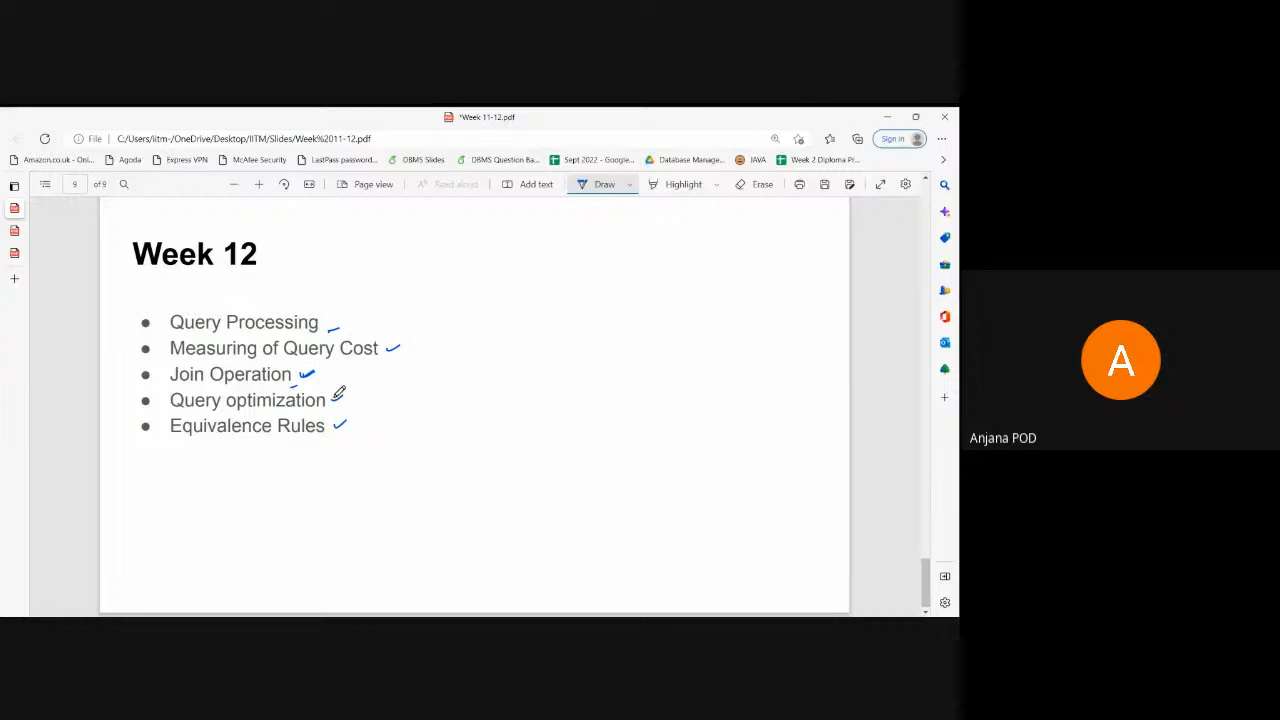 *Week 11-12.pdf
File
C:/Users/iitm-/OneDrive/Desktop/IITM/Slides/Week%2011-12.pdf
Sign in
Amazon.co.uk - Onl... Agoda Express VPN McAfee Security LastPass password... DBMS Slides DBMS Question Ba... Sept 2022 - Google... Database Manage... JAVA Week 2 Diploma Pr...
9 of 9 Page view Read aloud Add text Draw Highlight Erase
Week 12
● Query Processing
● Measuring of Query Cost
● Join Operation
● Query optimization
● Equivalence Rules
A
Anjana POD